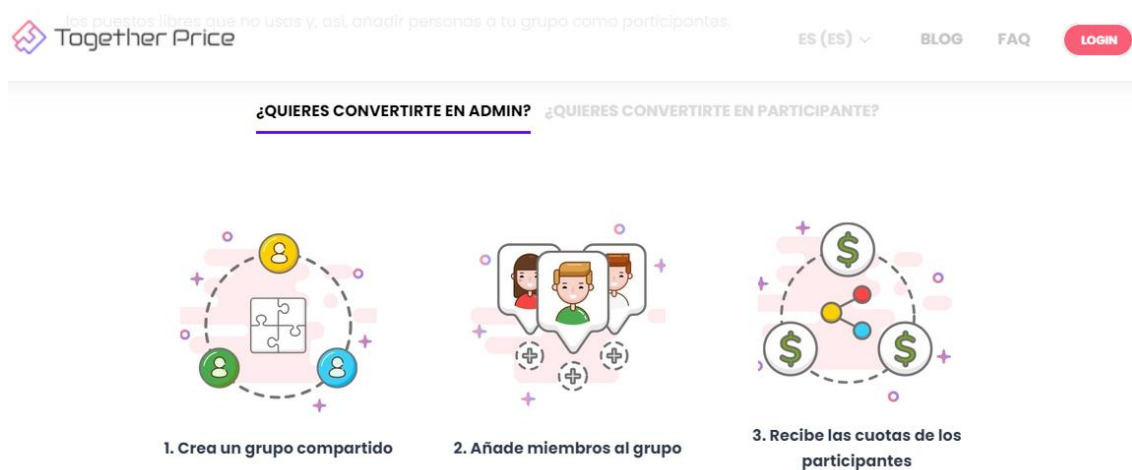 los puestos libres que no usas y, así, añadir personas a tu grupo como participantes.
Together Price
ES (ES)
BLOG
FAQ
LOGIN
¿QUIERES CONVERTIRTE EN ADMIN?
¿QUIERES CONVERTIRTE EN PARTICIPANTE?
1. Crea un grupo compartido
2. Añade miembros al grupo
3. Recibe las cuotas de los
participantes